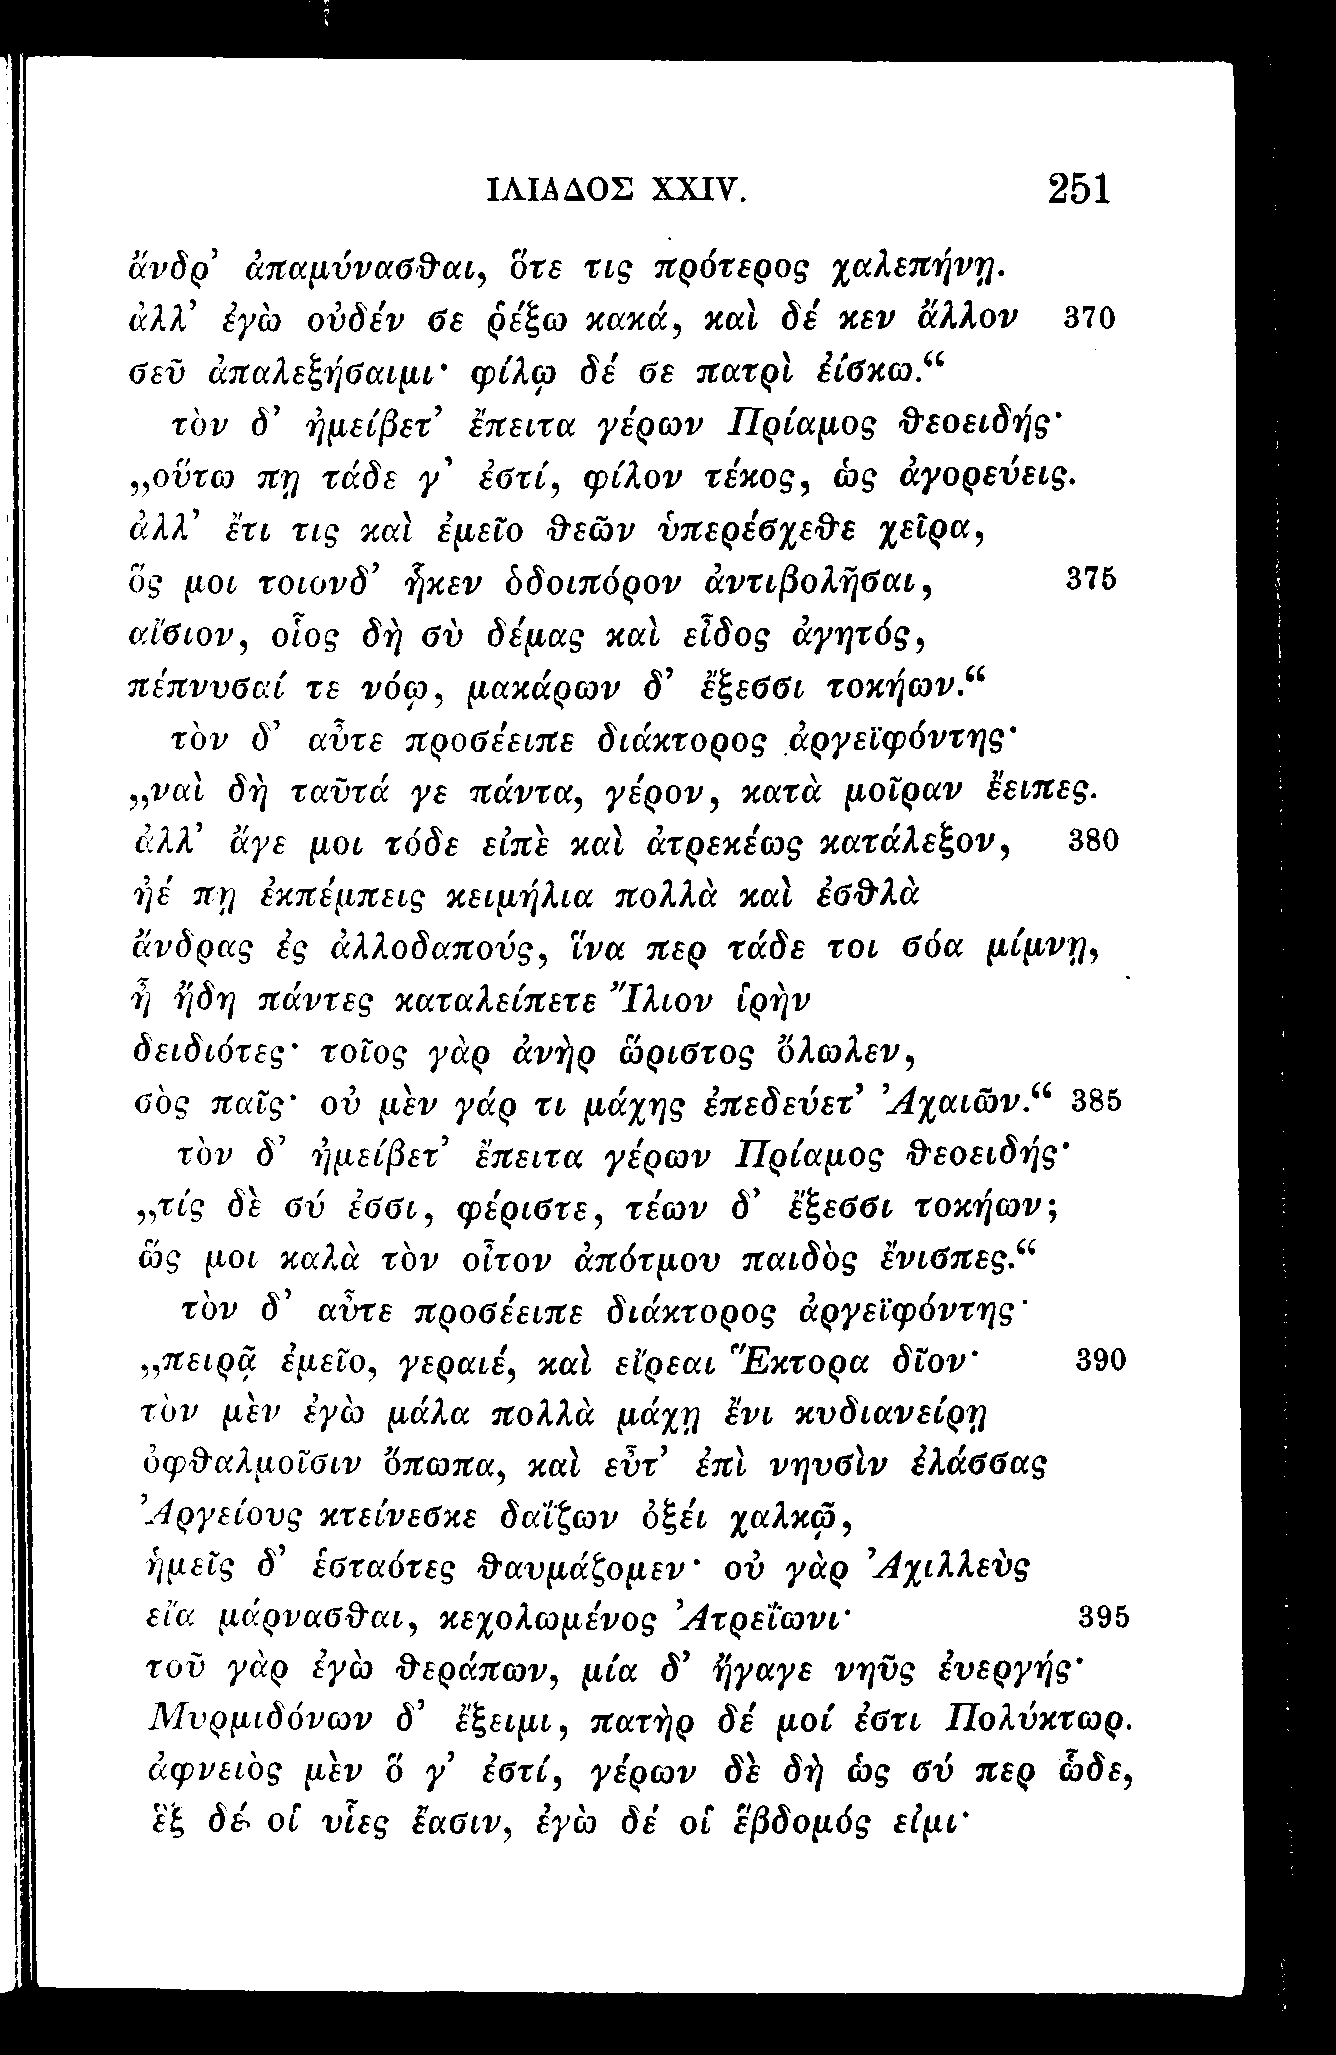 ΙΛΙΑΔΟΣ XXIV. 251
ἄνδρ’ ἀπαμύνασθαι, ὅτε τις πρότερος χαλεπήνῃ.
ἀλλ’ ἐγὼ οὐδέν σε ῥέξω κακά, καὶ δέ κεν ἄλλον 370
σεῦ ἀπαλεξήσαιμι· φίλῳ δέ σε πατρὶ ἐίσκω.“
τὸν δ’ ἠμείβετ’ ἔπειτα γέρων Πρίαμος θεοειδής·
„οὕτω πῃ τάδε γ’ ἐστί, φίλον τέκος, ὡς ἀγορεύεις.
ἀλλ’ ἔτι τις καὶ ἐμεῖο θεῶν ὑπερέσχεθε χεῖρα,
ὅς μοι τοιονδ’ ἧκεν ὁδοιπόρον ἀντιβολῆσαι, 375
αἴσιον, οἷος δὴ σὺ δέμας καὶ εἶδος ἀγητός,
πέπνυσαί τε νόῳ, μακάρων δ’ ἔξεσσι τοκήων.“
τὸν δ’ αὖτε προσέειπε διάκτορος ἀργεϊφόντης·
„ναὶ δὴ ταῦτά γε πάντα, γέρον, κατὰ μοῖραν ἔειπες.
ἀλλ’ ἄγε μοι τόδε εἰπὲ καὶ ἀτρεκέως κατάλεξον, 380
ἠέ πῃ ἐκπέμπεις κειμήλια πολλὰ καὶ ἐσθλὰ
ἄνδρας ἐς ἀλλοδαπούς, ἵνα περ τάδε τοι σόα μίμνῃ,
ἦ ἤδη πάντες καταλείπετε Ἴλιον ἱρὴν
δειδιότες· τοῖος γὰρ ἀνὴρ ὥριστος ὄλωλεν,
σὸς παῖς· οὐ μὲν γάρ τι μάχης ἐπεδεύετ’ Ἀχαιῶν.“ 385
τὸν δ’ ἠμείβετ’ ἔπειτα γέρων Πρίαμος θεοειδής·
„τίς δὲ σύ ἐσσι, φέριστε, τέων δ’ ἔξεσσι τοκήων;
ὥς μοι καλὰ τὸν οἶτον ἀπότμου παιδὸς ἔνισπες.“
τὸν δ’ αὖτε προσέειπε διάκτορος ἀργεϊφόντης·
„πειρᾷ ἐμεῖο, γεραιέ, καὶ εἴρεαι Ἕκτορα δῖον· 390
τὸν μὲν ἐγὼ μάλα πολλὰ μάχῃ ἔνι κυδιανείρῃ
ὀφθαλμοῖσιν ὄπωπα, καὶ εὖτ’ ἐπὶ νηυσὶν ἐλάσσας
Ἀργείους κτείνεσκε δαΐζων ὀξέι χαλκῷ,
ἡμεῖς δ’ ἑσταότες θαυμάζομεν· οὐ γὰρ Ἀχιλλεὺς
εἴα μάρνασθαι, κεχολωμένος Ἀτρεΐωνι· 395
τοῦ γὰρ ἐγὼ θεράπων, μία δ’ ἤγαγε νηῦς ἐυεργής·
Μυρμιδόνων δ’ ἔξειμι, πατὴρ δέ μοί ἐστι Πολύκτωρ.
ἀφνειὸς μὲν ὅ γ’ ἐστί, γέρων δὲ δὴ ὡς σύ περ ὧδε,
ἓξ δέ οἱ υἷες ἔασιν, ἐγὼ δέ οἱ ἕβδομός εἰμι·